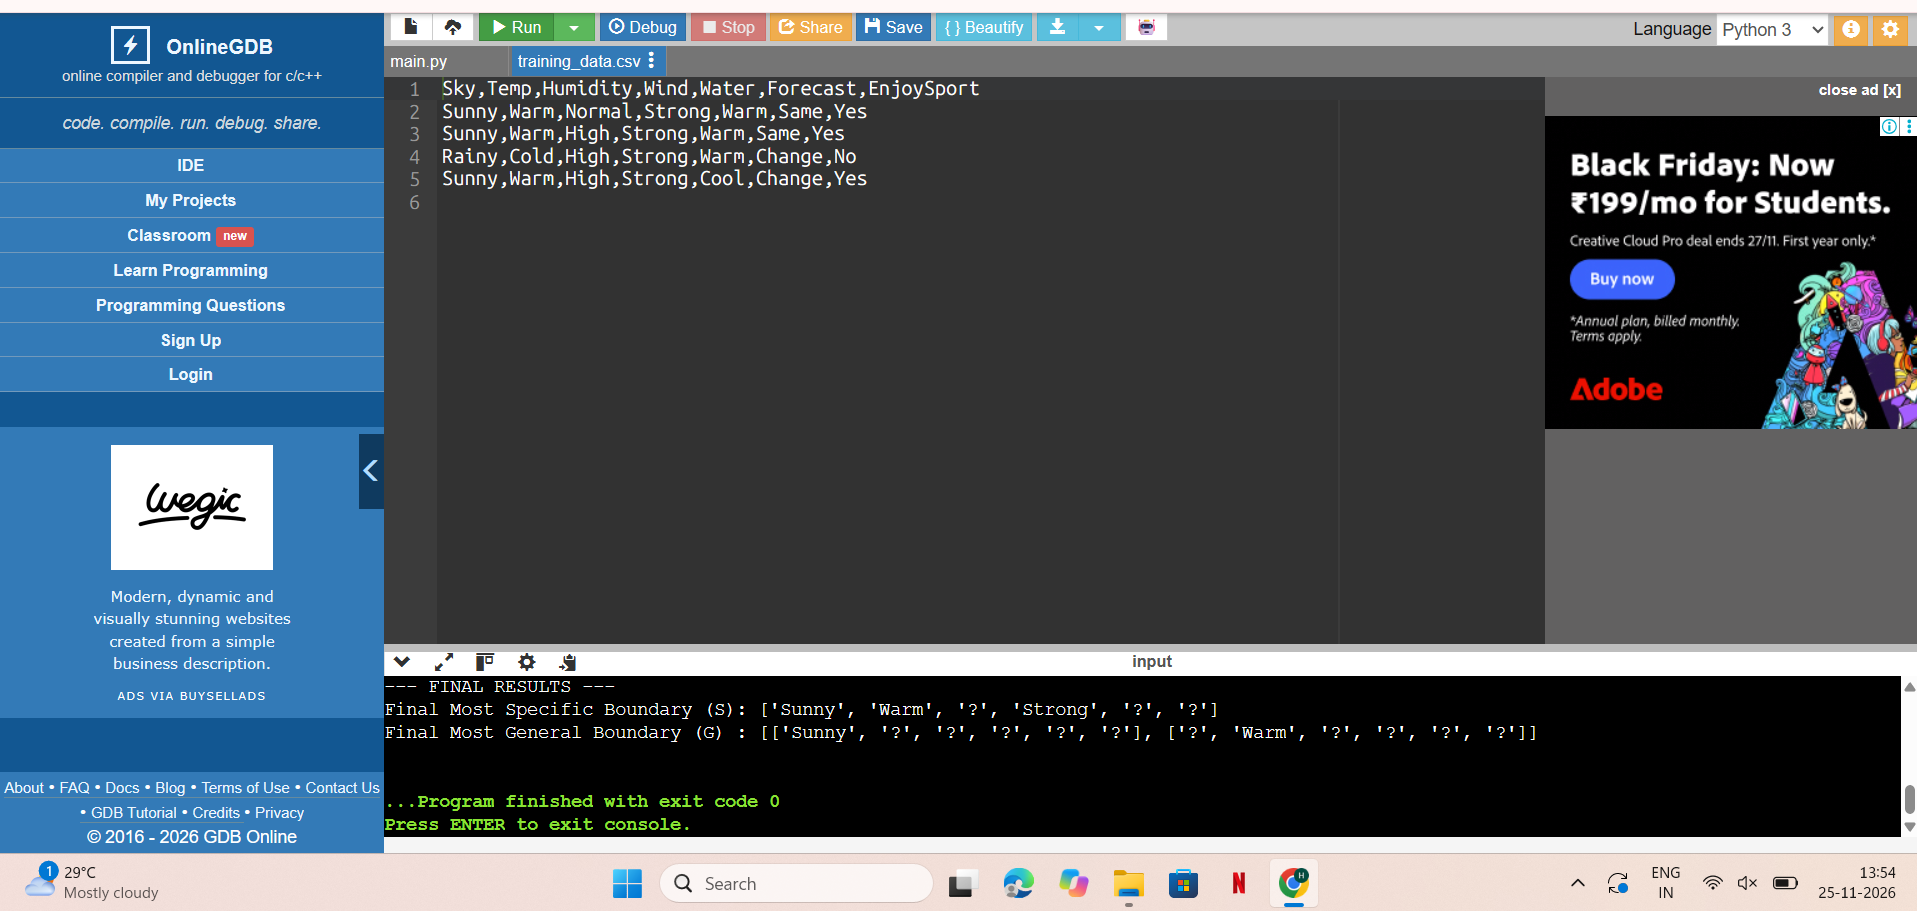 OnlineGDB
online compiler and debugger for c/c++
code. compile. run. debug. share.
IDE
My Projects
Classroom new
Learn Programming
Programming Questions
Sign Up
Login
wegic
Modern, dynamic and
visually stunning websites
created from a simple
business description.
ADS VIA BUYSELLADS
About • FAQ • Docs • Blog • Terms of Use • Contact Us
• GDB Tutorial • Credits • Privacy
© 2016 - 2026 GDB Online
Run Debug Stop Share Save { } Beautify
Language Python 3
main.py training_data.csv
1 Sky,Temp,Humidity,Wind,Water,Forecast,EnjoySport
2 Sunny,Warm,Normal,Strong,Warm,Same,Yes
3 Sunny,Warm,High,Strong,Warm,Same,Yes
4 Rainy,Cold,High,Strong,Warm,Change,No
5 Sunny,Warm,High,Strong,Cool,Change,Yes
6
close ad [x]
Black Friday: Now
₹199/mo for Students.
Creative Cloud Pro deal ends 27/11. First year only.*
Buy now
*Annual plan, billed monthly.
Terms apply.
Adobe
input
--- FINAL RESULTS ---
Final Most Specific Boundary (S): ['Sunny', 'Warm', '?', 'Strong', '?', '?']
Final Most General Boundary (G) : [['Sunny', '?', '?', '?', '?', '?'], ['?', 'Warm', '?', '?', '?', '?']]
...Program finished with exit code 0
Press ENTER to exit console.
1
29°C
Mostly cloudy
Search
N
H
ENG
IN
13:54
25-11-2026